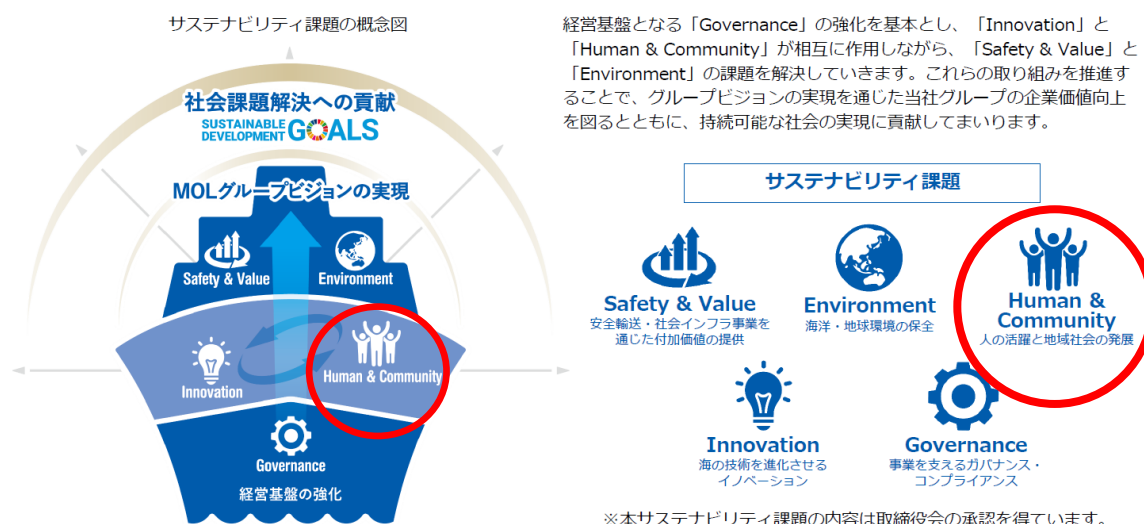 サステナビリティ課題の概念図
社会課題解決への貢献
SUSTAINABLE
DEVELOPMENT GOALS
MOLグループビジョンの実現
Safety & Value
Environment
Innovation
Human & Community
Governance
経営基盤の強化
経営基盤となる「Governance」の強化を基本とし、「Innovation」と
「Human & Community」が相互に作用しながら、「Safety & Value」と
「Environment」の課題を解決していきます。これらの取り組みを推進す
ることで、グループビジョンの実現を通じた当社グループの企業価値向上
を図るとともに、持続可能な社会の実現に貢献してまいります。
サステナビリティ課題
Safety & Value
安全輸送・社会インフラ事業を
通じた付加価値の提供
Environment
海洋・地球環境の保全
Human &
Community
人の活躍と地域社会の発展
Innovation
海の技術を進化させる
イノベーション
Governance
事業を支えるガバナンス・
コンプライアンス
※本サステナビリティ課題の内容は取締役会の承認を得ています。